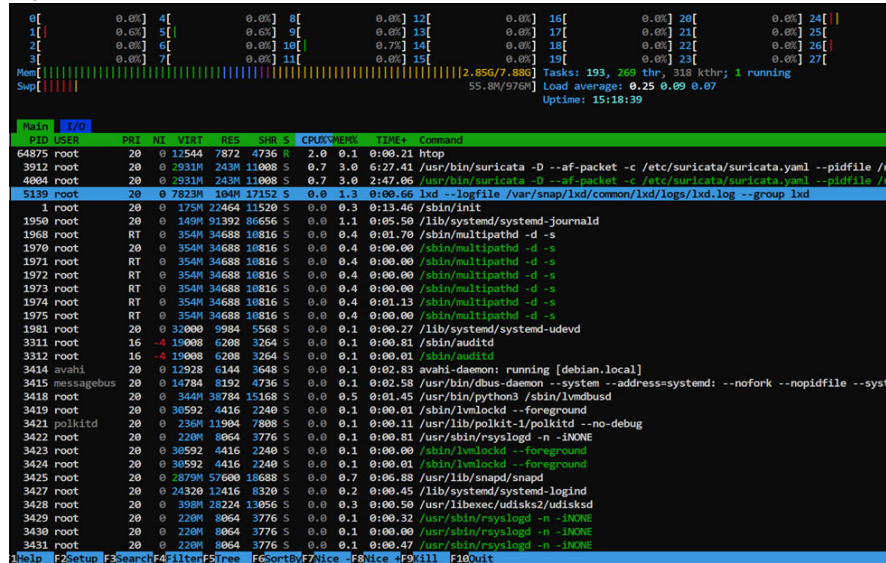 0[ 0.0%] 4[ 0.0%] 8[ 0.0%] 12[ 0.0%] 16[ 0.0%] 20[ 0.0%] 24[||
1[| 0.6%] 5[| 0.6%] 9[ 0.0%] 13[ 0.0%] 17[ 0.0%] 21[ 0.0%] 25[
2[ 0.0%] 6[ 0.0%] 10[| 0.7%] 14[ 0.0%] 18[ 0.0%] 22[ 0.0%] 26[|
3[ 0.0%] 7[ 0.0%] 11[ 0.0%] 15[ 0.0%] 19[ 0.0%] 23[ 0.0%] 27[
Mem[ 2.85G/7.88G] Tasks: 193, 269 thr, 318 kthr; 1 running
Swp[|||||| 55.8M/976M] Load average: 0.25 0.09 0.07
Uptime: 15:18:39
Main I/O
PID USER PRI NI VIRT RES SHR S CPU%▽MEM% TIME+ Command
64875 root 20 0 12544 7872 4736 R 2.0 0.1 0:00.21 htop
3912 root 20 0 2931M 243M 11008 S 0.7 3.0 6:27.41 /usr/bin/suricata -D --af-packet -c /etc/suricata/suricata.yaml --pidfile /
4004 root 20 0 2931M 243M 11008 S 0.7 3.0 2:47.06 /usr/bin/suricata -D --af-packet -c /etc/suricata/suricata.yaml --pidfile /
5139 root 20 0 7823M 104M 17152 S 0.0 1.3 0:00.66 lxd --logfile /var/snap/lxd/common/lxd/logs/lxd.log --group lxd
1 root 20 0 175M 22464 11520 S 0.0 0.3 0:13.46 /sbin/init
1950 root 20 0 149M 91392 86656 S 0.0 1.1 0:05.50 /lib/systemd/systemd-journald
1968 root RT 0 354M 34688 10816 S 0.0 0.4 0:01.70 /sbin/multipathd -d -s
1970 root 20 0 354M 34688 10816 S 0.0 0.4 0:00.00 /sbin/multipathd -d -s
1971 root RT 0 354M 34688 10816 S 0.0 0.4 0:00.00 /sbin/multipathd -d -s
1972 root RT 0 354M 34688 10816 S 0.0 0.4 0:00.00 /sbin/multipathd -d -s
1973 root RT 0 354M 34688 10816 S 0.0 0.4 0:00.00 /sbin/multipathd -d -s
1974 root RT 0 354M 34688 10816 S 0.0 0.4 0:01.13 /sbin/multipathd -d -s
1975 root RT 0 354M 34688 10816 S 0.0 0.4 0:00.00 /sbin/multipathd -d -s
1981 root 20 0 32000 9984 5568 S 0.0 0.1 0:00.27 /lib/systemd/systemd-udevd
3311 root 16 -4 19008 6208 3264 S 0.0 0.1 0:00.81 /sbin/auditd
3312 root 16 -4 19008 6208 3264 S 0.0 0.1 0:00.01 /sbin/auditd
3414 avahi 20 0 12928 6144 3648 S 0.0 0.1 0:02.83 avahi-daemon: running [debian.local]
3415 messagebus 20 0 14784 8192 4736 S 0.0 0.1 0:02.58 /usr/bin/dbus-daemon --system --address=systemd: --nofork --nopidfile --syst
3418 root 20 0 344M 38784 15168 S 0.0 0.5 0:01.45 /usr/bin/python3 /sbin/lvmdbusd
3419 root 20 0 30592 4416 2240 S 0.0 0.1 0:00.01 /sbin/lvmlockd --foreground
3421 polkitd 20 0 236M 11904 7808 S 0.0 0.1 0:00.11 /usr/lib/polkit-1/polkitd --no-debug
3422 root 20 0 220M 8064 3776 S 0.0 0.1 0:00.81 /usr/sbin/rsyslogd -n -iNONE
3423 root 20 0 30592 4416 2240 S 0.0 0.1 0:00.00 /sbin/lvmlockd --foreground
3424 root 20 0 30592 4416 2240 S 0.0 0.1 0:00.01 /sbin/lvmlockd --foreground
3425 root 20 0 2879M 57600 18688 S 0.0 0.7 0:06.88 /usr/lib/snapd/snapd
3427 root 20 0 24320 12416 8320 S 0.0 0.2 0:00.45 /lib/systemd/systemd-logind
3428 root 20 0 398M 28224 13056 S 0.0 0.3 0:00.50 /usr/libexec/udisks2/udisksd
3429 root 20 0 220M 8064 3776 S 0.0 0.1 0:00.32 /usr/sbin/rsyslogd -n -iNONE
3430 root 20 0 220M 8064 3776 S 0.0 0.1 0:00.00 /usr/sbin/rsyslogd -n -iNONE
3431 root 20 0 220M 8064 3776 S 0.0 0.1 0:00.47 /usr/sbin/rsyslogd -n -iNONE
1Help F2Setup F3SearchF4FilterF5Tree F6SortByF7Nice -F8Nice +F9Kill F10Quit